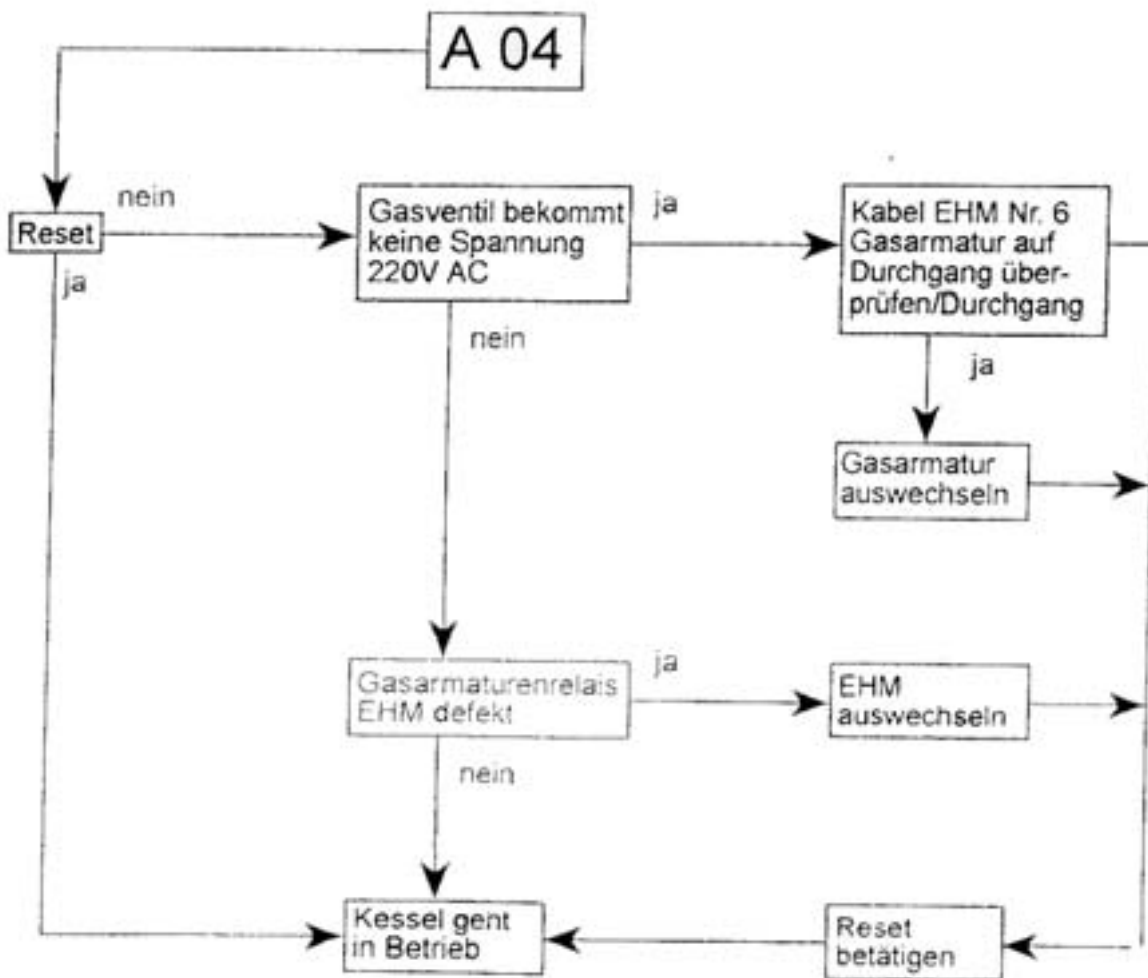 A 04
nein
Reset
ja
Gasventil bekommt
keine Spannung
220V AC
ja
Kabel EHM Nr. 6
Gasarmatur auf
Durchgang über-
prüfen/Durchgang
nein
ja
Gasarmatur
auswechseln
Gasarmaturenrelais
EHM defekt
ja
EHM
auswechseln
nein
Kessel gent
in Betrieb
Reset
betätigen